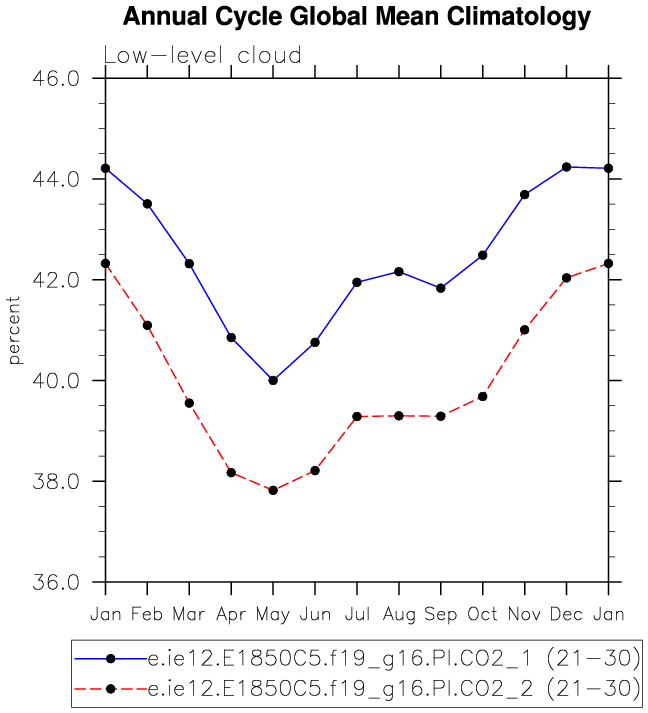 Annual Cycle Global Mean Climatology
Low-level cloud
46.0
44.0
42.0
40.0
38.0
36.0
percent
Jan Feb Mar Apr May Jun Jul Aug Sep Oct Nov Dec Jan
e.ie12.E1850C5.f19_g16.PI.CO2_1 (21-30)
e.ie12.E1850C5.f19_g16.PI.CO2_2 (21-30)